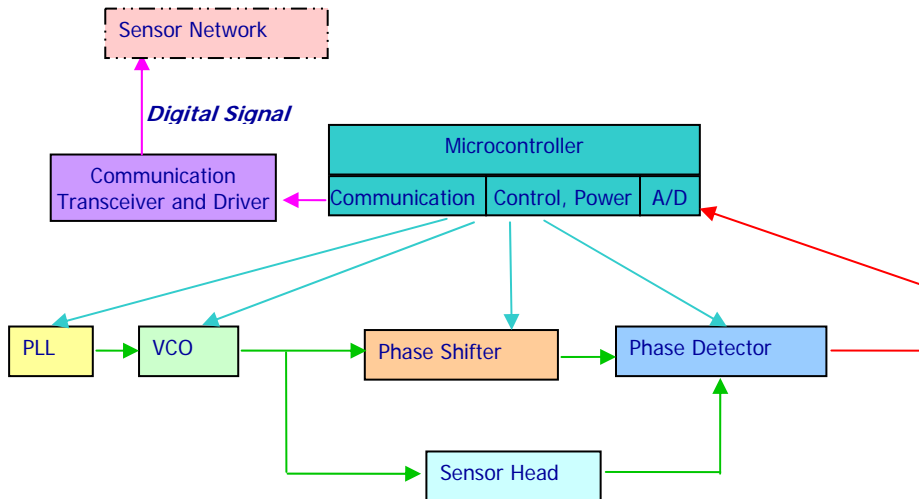 Sensor Network
Digital Signal
Microcontroller
Communication
Transceiver and Driver
Communication
Control, Power
A/D
PLL
VCO
Phase Shifter
Phase Detector
Sensor Head